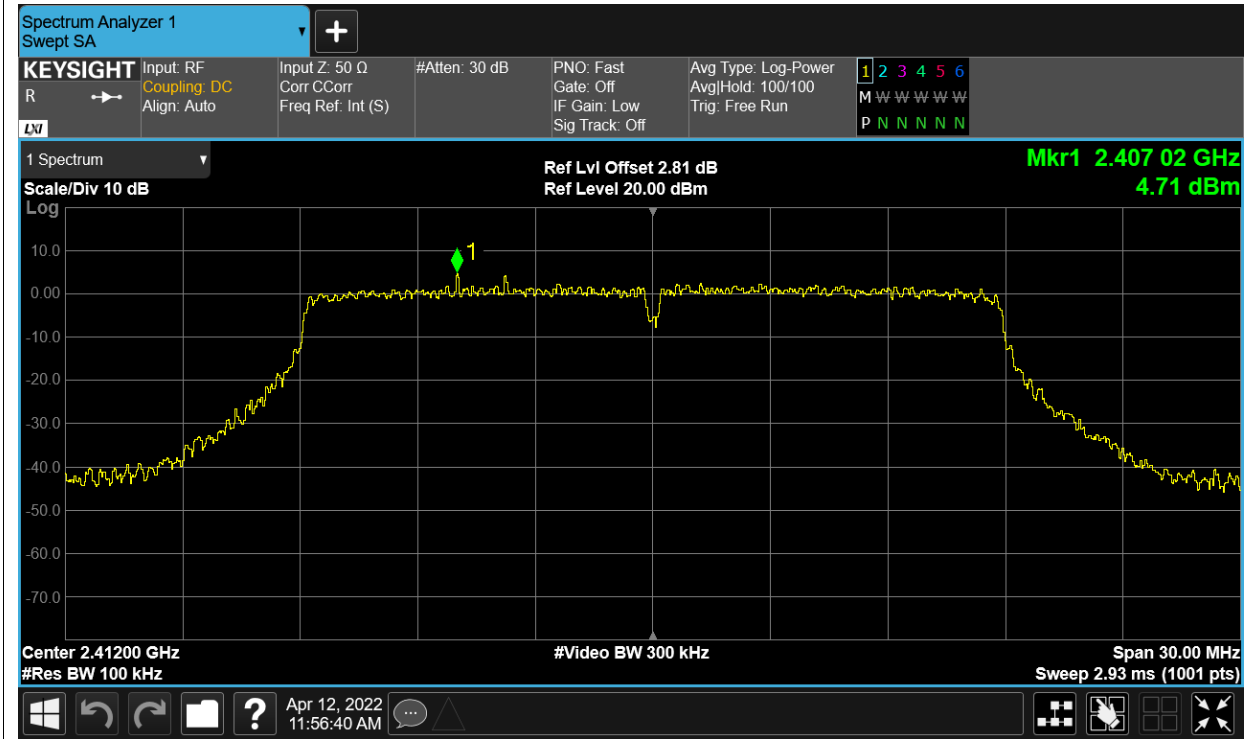 Spectrum Analyzer 1
Swept SA
KEYSIGHT
R
LXI
Input: RF
Coupling: DC
Align: Auto
Input Z: 50 Ω
Corr CCorr
Freq Ref: Int (S)
#Atten: 30 dB
PNO: Fast
Gate: Off
IF Gain: Low
Sig Track: Off
Avg Type: Log-Power
Avg|Hold: 100/100
Trig: Free Run
1 2 3 4 5 6
M W W W W W
P N N N N N
1 Spectrum
Scale/Div 10 dB
Log
Ref Lvl Offset 2.81 dB
Ref Level 20.00 dBm
Mkr1 2.407 02 GHz
4.71 dBm
1
10.0
0.00
-10.0
-20.0
-30.0
-40.0
-50.0
-60.0
-70.0
Center 2.41200 GHz
#Video BW 300 kHz
Span 30.00 MHz
#Res BW 100 kHz
Sweep 2.93 ms (1001 pts)
?
Apr 12, 2022
11:56:40 AM